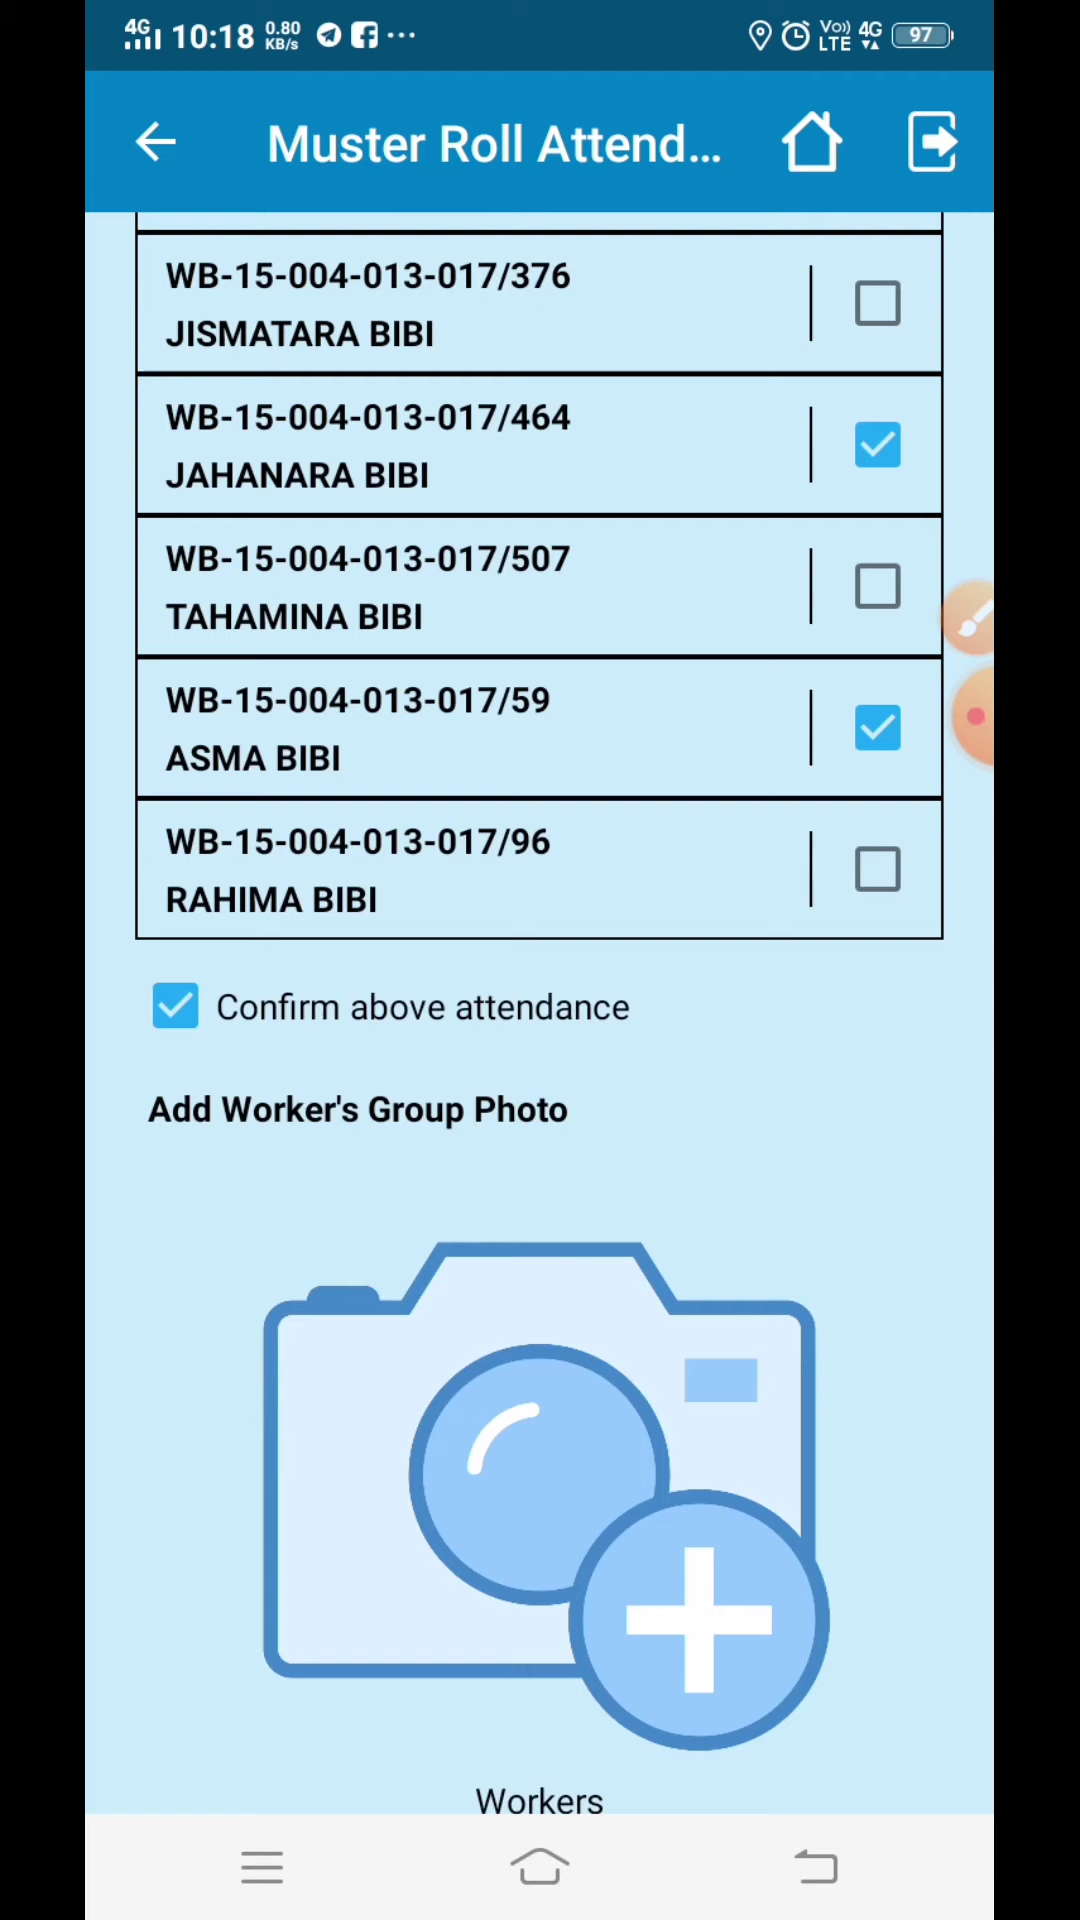 4G 10:18 0.80 KB/s ... Vo)) LTE 4G 97
Muster Roll Attend...
WB-15-004-013-017/376
JISMATARA BIBI
WB-15-004-013-017/464
JAHANARA BIBI
WB-15-004-013-017/507
TAHAMINA BIBI
WB-15-004-013-017/59
ASMA BIBI
WB-15-004-013-017/96
RAHIMA BIBI
Confirm above attendance
Add Worker's Group Photo
Workers